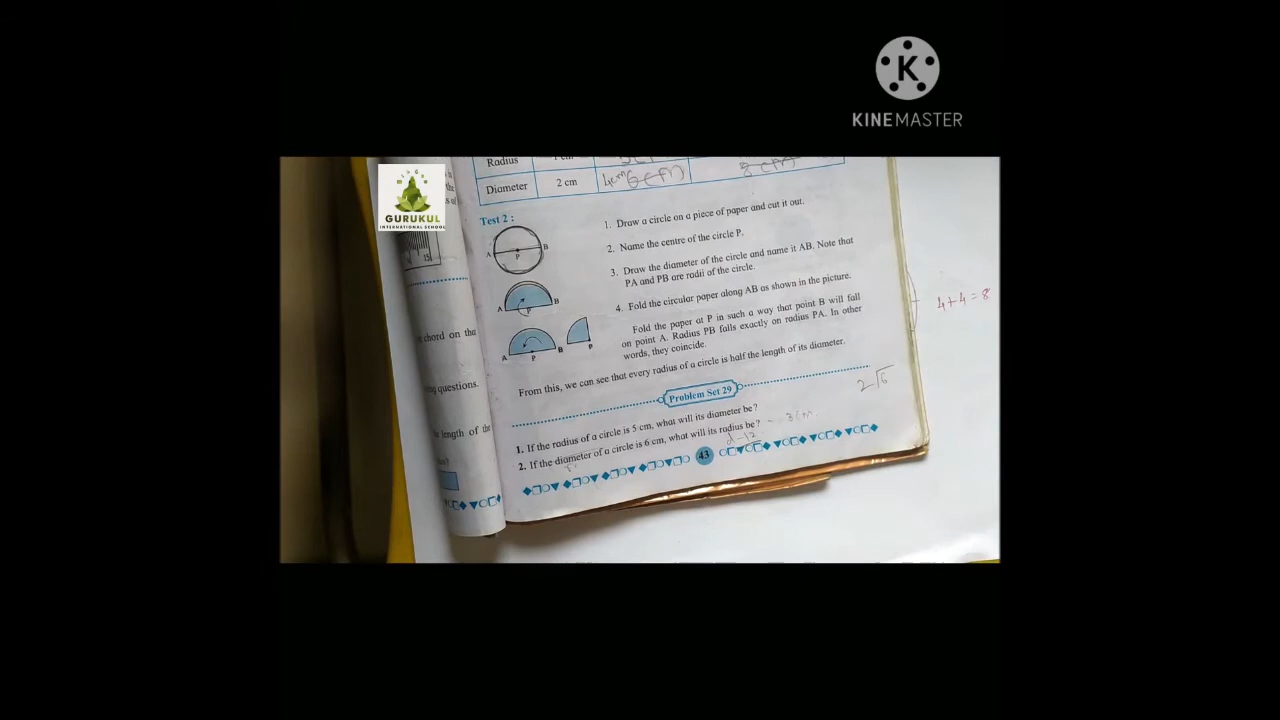 KINEMASTER
GURUKUL
INTERNATIONAL SCHOOL
Radius
Diameter 2 cm 4cm
Test 2 :
1. Draw a circle on a piece of paper and cut it out.
2. Name the centre of the circle P.
3. Draw the diameter of the circle and name it AB. Note that
PA and PB are radii of the circle.
4. Fold the circular paper along AB as shown in the picture.
Fold the paper at P in such a way that point B will fall
on point A. Radius PB falls exactly on radius PA. In other
words, they coincide.
From this, we can see that every radius of a circle is half the length of its diameter.
A P B
A P B
A P B P
15
chord on the
questions.
length of the
4+4=8
Problem Set 29
1. If the radius of a circle is 5 cm, what will its diameter be?
2. If the diameter of a circle is 6 cm, what will its radius be?
43